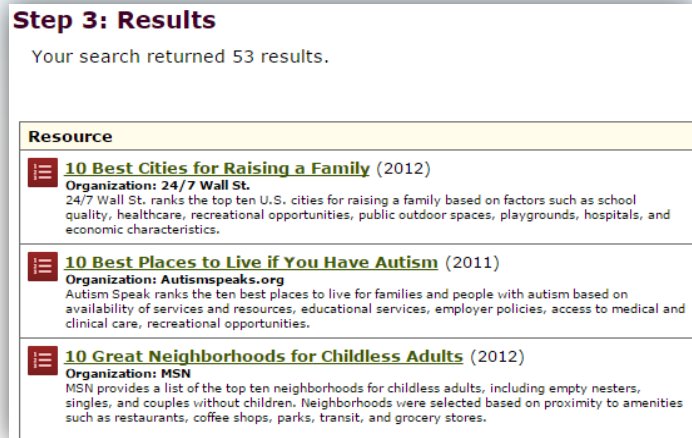 Step 3: Results
Your search returned 53 results.
Resource
10 Best Cities for Raising a Family (2012)
Organization: 24/7 Wall St.
24/7 Wall St. ranks the top ten U.S. cities for raising a family based on factors such as school
quality, healthcare, recreational opportunities, public outdoor spaces, playgrounds, hospitals, and
economic characteristics.
10 Best Places to Live if You Have Autism (2011)
Organization: Autismspeaks.org
Autism Speak ranks the ten best places to live for families and people with autism based on
availability of services and resources, educational services, employer policies, access to medical and
clinical care, recreational opportunities.
10 Great Neighborhoods for Childless Adults (2012)
Organization: MSN
MSN provides a list of the top ten neighborhoods for childless adults, including empty nesters,
singles, and couples without children. Neighborhoods were selected based on proximity to amenities
such as restaurants, coffee shops, parks, transit, and grocery stores.